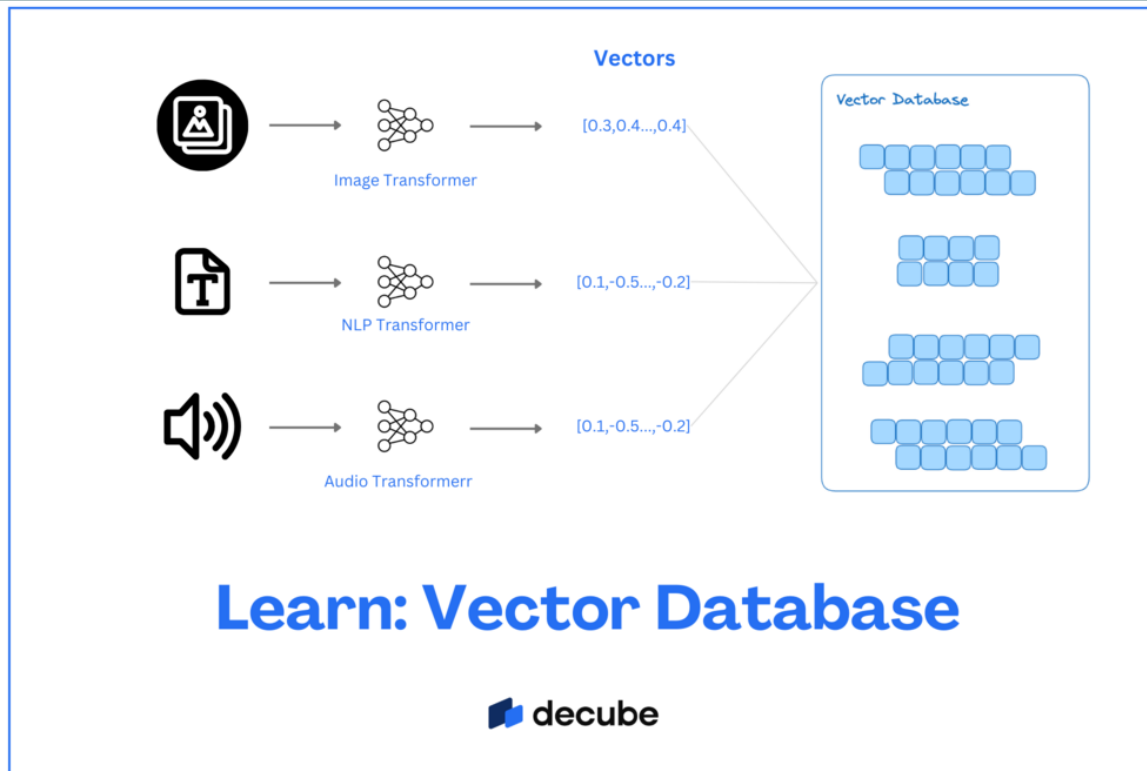 Vectors
Vector Database
[0.3,0.4...,0.4]
Image Transformer
[0.1,-0.5...,-0.2]
NLP Transformer
[0.1,-0.5...,-0.2]
Audio Transformerr
Learn: Vector Database
decube